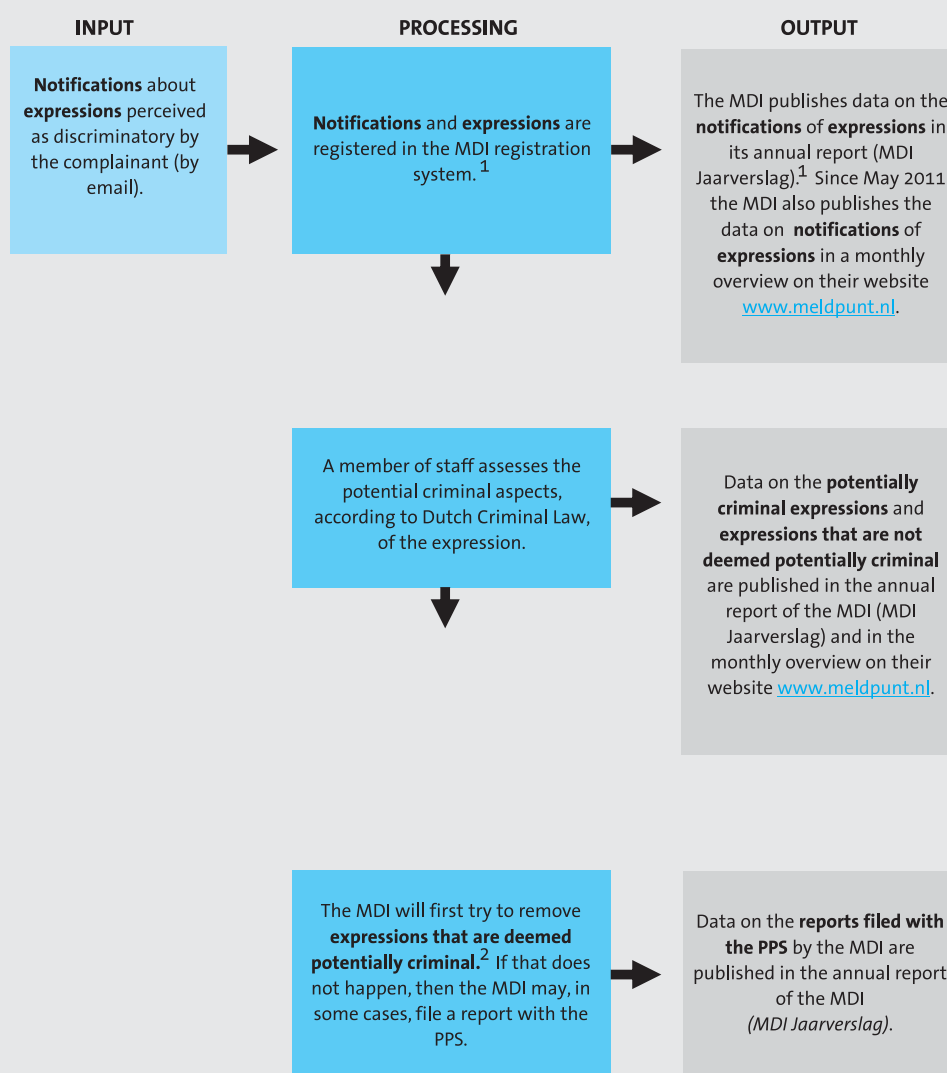 INPUT
PROCESSING
OUTPUT
Notifications about
expressions perceived
as discriminatory by
the complainant (by
email).
Notifications and expressions are
registered in the MDI registration
system.1
The MDI publishes data on the
notifications of expressions in
its annual report (MDI
Jaarverslag).1 Since May 2011
the MDI also publishes the
data on notifications of
expressions in a monthly
overview on their website
www.meldpunt.nl.
A member of staff assesses the
potential criminal aspects,
according to Dutch Criminal Law,
of the expression.
Data on the potentially
criminal expressions and
expressions that are not
deemed potentially criminal
are published in the annual
report of the MDI (MDI
Jaarverslag) and in the
monthly overview on their
website www.meldpunt.nl.
The MDI will first try to remove
expressions that are deemed
potentially criminal.2 If that does
not happen, then the MDI may, in
some cases, file a report with the
PPS.
Data on the reports filed with
the PPS by the MDI are
published in the annual report
of the MDI
(MDI Jaarverslag).